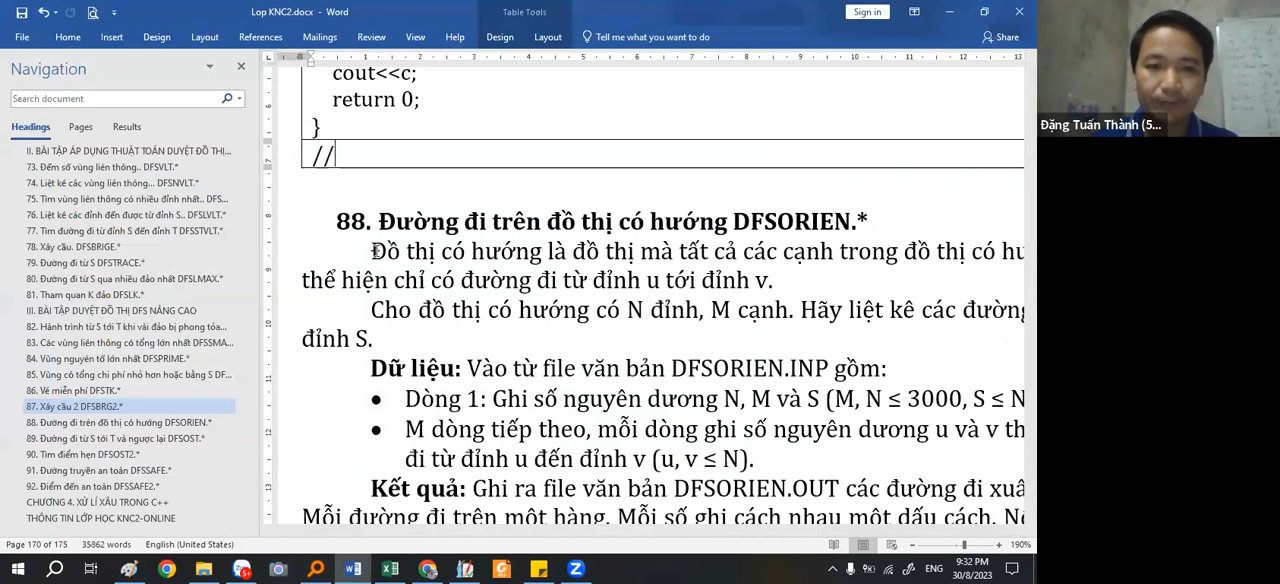 Lop KNC2.docx - Word
Table Tools
Sign in
File
Home
Insert
Design
Layout
References
Mailings
Review
View
Help
Design
Layout
Tell me what you want to do
Share
Navigation
Search document
Headings
Pages
Results
II. BÀI TẬP ÁP DỤNG THUẬT TOÁN DUYỆT ĐỒ THỊ...
73. Đếm số vùng liên thông.. DFSVLT.*
74. Liệt kê các vùng liên thông... DFSNVLT.*
75. Tìm vùng liên thông có nhiều đỉnh nhất.. DFS...
76. Liệt kê các đỉnh đến được từ đỉnh S.. DFSLVLT.*
77. Tìm đường đi từ đỉnh S đến đỉnh T DFSSTVLT.*
78. Xây cầu. DFSBRIGE.*
79. Đường đi từ S DFSTRACE.*
80. Đường đi từ S qua nhiều đảo nhất DFSLMAX.*
81. Tham quan K đảo DFSLK.*
III. BÀI TẬP DUYỆT ĐỒ THỊ DFS NÂNG CAO
82. Hành trình từ S tới T khi vài đảo bị phong tỏa...
83. Các vùng liên thông có tổng lớn nhất DFSSMA...
84. Vùng nguyên tố lớn nhất DFSPRIME.*
85. Vùng có tổng chi phí nhỏ hơn hoặc bằng S DF...
86. Vé miễn phí DFSTK.*
87. Xây cầu 2 DFSBRG2.*
88. Đường đi trên đồ thị có hướng DFSORIEN.*
89. Đường đi từ S tới T và ngược lại DFSOST.*
90. Tìm điểm hẹn DFSOST2.*
91. Đường truyền an toàn DFSSAFE.*
92. Điểm đến an toàn DFSSAFE2.*
CHƯƠNG 4. XỬ LÍ XÂU TRONG C++
THÔNG TIN LỚP HỌC KNC2-ONLINE
cout<<c;
return 0;
}
//
88. Đường đi trên đồ thị có hướng DFSORIEN.*
Đồ thị có hướng là đồ thị mà tất cả các cạnh trong đồ thị có hư
thể hiện chỉ có đường đi từ đỉnh u tới đỉnh v.
Cho đồ thị có hướng có N đỉnh, M cạnh. Hãy liệt kê các đường
đỉnh S.
Dữ liệu: Vào từ file văn bản DFSORIEN.INP gồm:
• Dòng 1: Ghi số nguyên dương N, M và S (M, N ≤ 3000, S ≤ N
• M dòng tiếp theo, mỗi dòng ghi số nguyên dương u và v th
đi từ đỉnh u đến đỉnh v (u, v ≤ N).
Kết quả: Ghi ra file văn bản DFSORIEN.OUT các đường đi xuấ
Mỗi đường đi trên một hàng. Mỗi số ghi cách nhau một dấu cách. Nế
Đặng Tuấn Thành (5...
Page 170 of 175
35862 words
English (United States)
190%
ENG
9:32 PM
30/8/2023